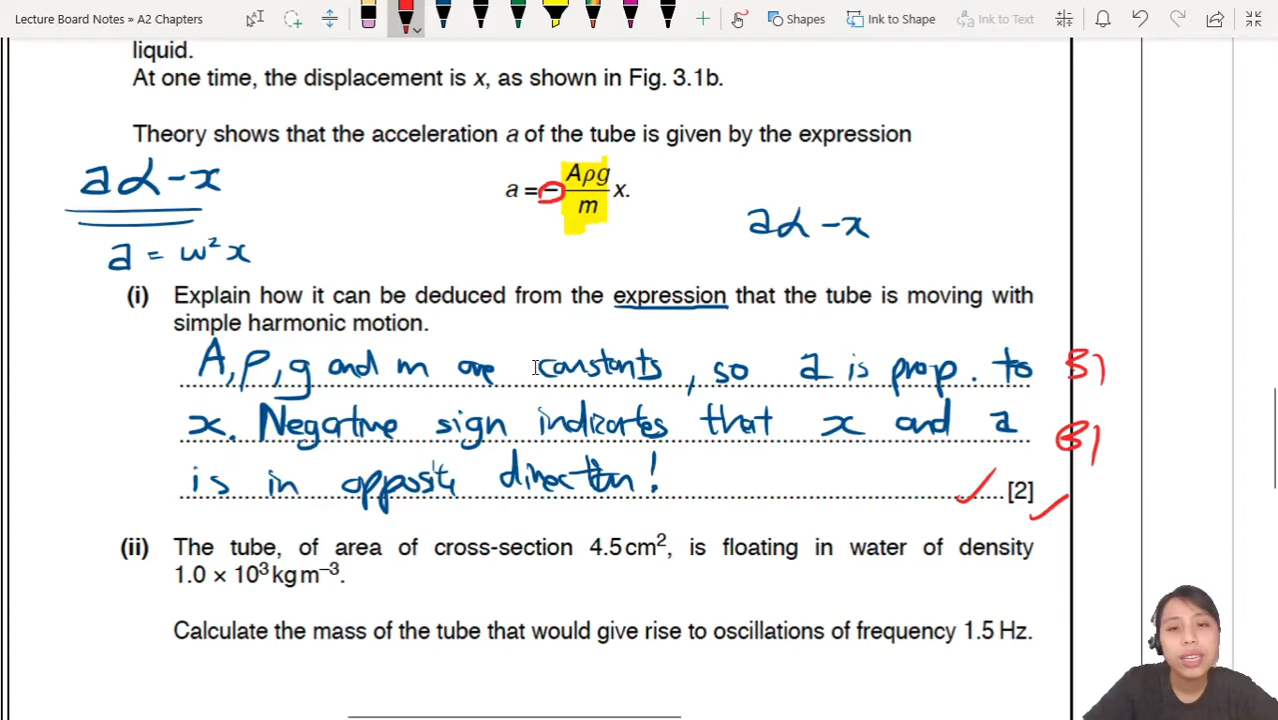 Lecture Board Notes » A2 Chapters
Shapes
Ink to Shape
Ink to Text
liquid.
At one time, the displacement is x, as shown in Fig. 3.1b.
Theory shows that the acceleration a of the tube is given by the expression
a ∝ -x
a = - Aρg/m x.
a ∝ -x
a = ω² x
(i) Explain how it can be deduced from the expression that the tube is moving with
simple harmonic motion.
A, ρ, g and m are constants, so a is prop. to B1
x. Negative sign indicates that x and a B1
is in opposite direction!
[2]
(ii) The tube, of area of cross-section 4.5 cm², is floating in water of density
1.0 × 10³ kg m⁻³.
Calculate the mass of the tube that would give rise to oscillations of frequency 1.5 Hz.